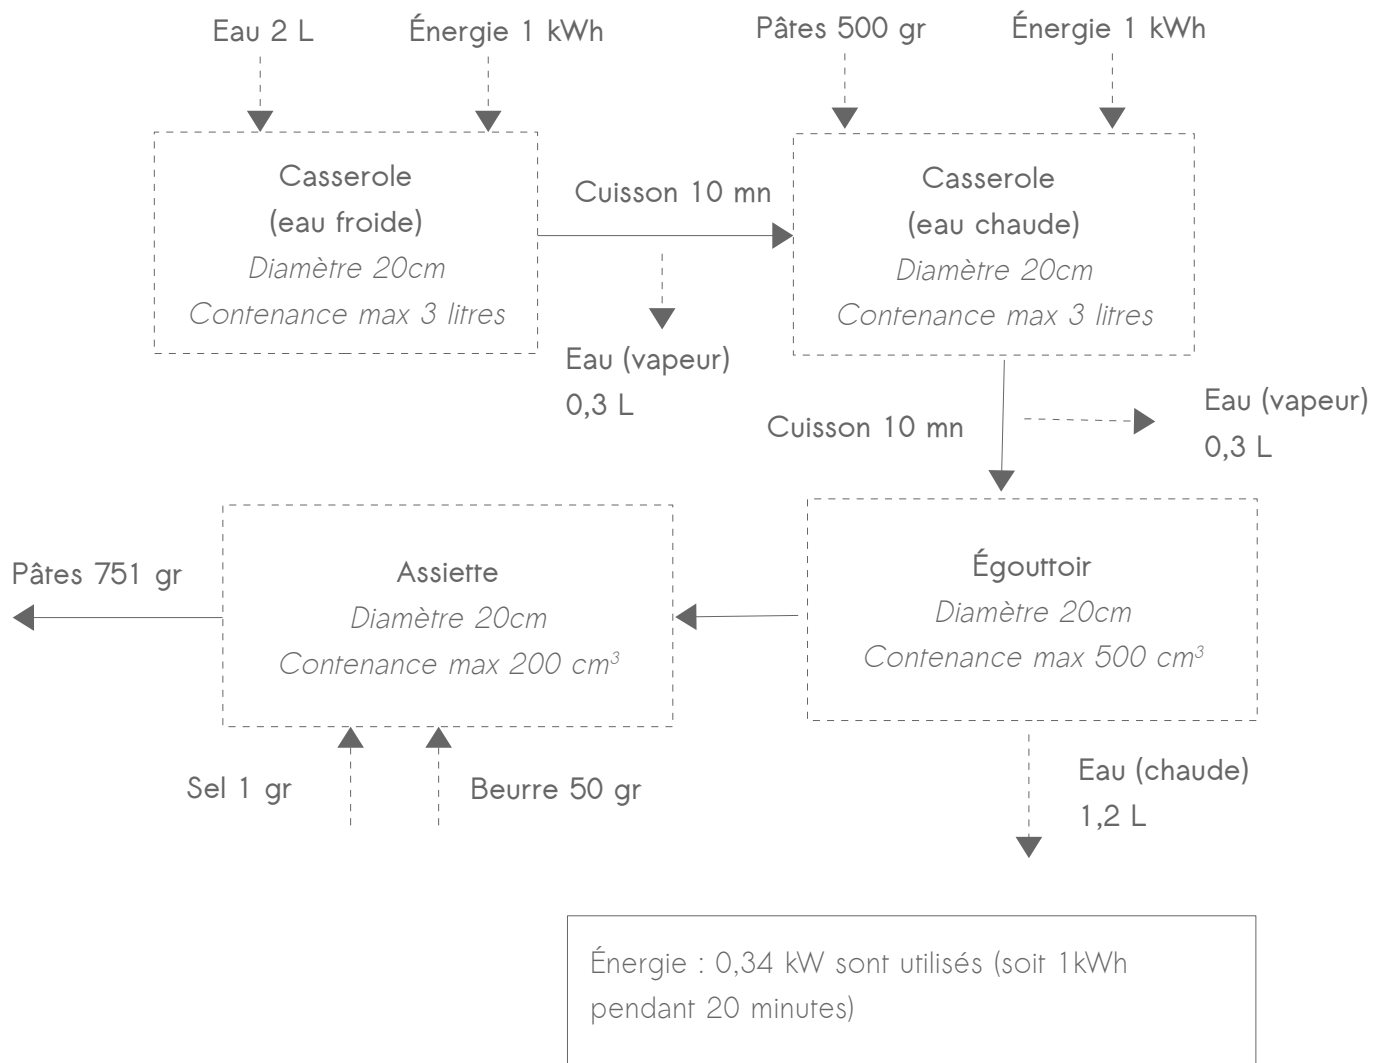 Eau 2 L
Énergie 1 kWh
Pâtes 500 gr
Énergie 1 kWh
Casserole
(eau froide)
Diamètre 20cm
Contenance max 3 litres
Cuisson 10 mn
Eau (vapeur)
0,3 L
Casserole
(eau chaude)
Diamètre 20cm
Contenance max 3 litres
Cuisson 10 mn
Eau (vapeur)
0,3 L
Égouttoir
Diamètre 20cm
Contenance max 500 cm³
Eau (chaude)
1,2 L
Assiette
Diamètre 20cm
Contenance max 200 cm³
Sel 1 gr
Beurre 50 gr
Pâtes 751 gr
Énergie : 0,34 kW sont utilisés (soit 1kWh
pendant 20 minutes)